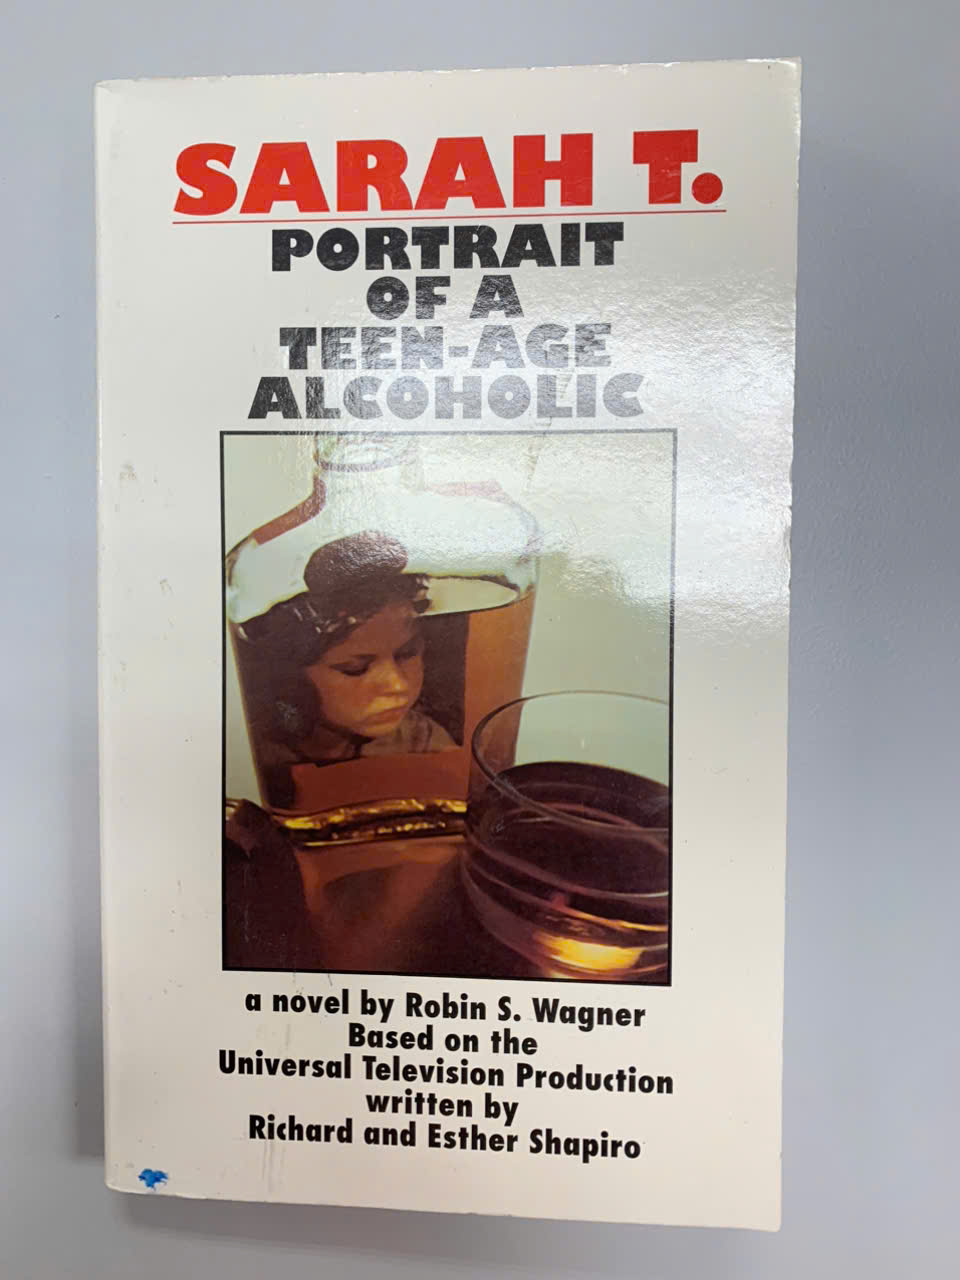 SARAH T.
PORTRAIT
OF A
TEEN-AGE
ALCOHOLIC
a novel by Robin S. Wagner
Based on the
Universal Television Production
written by
Richard and Esther Shapiro